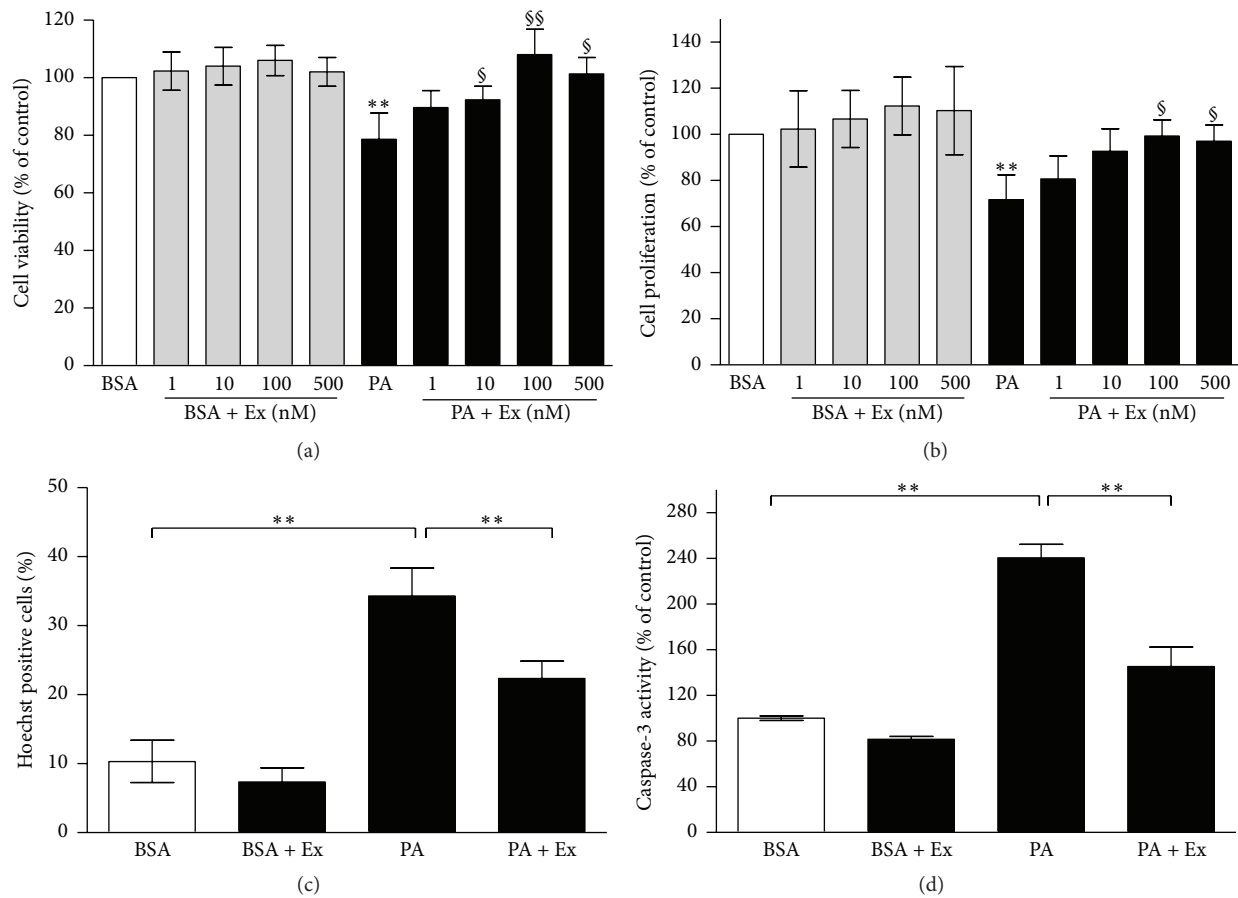 Cell viability (% of control)
120
100
80
60
40
20
0
**
§
§§
§
BSA 1 10 100 500 PA 1 10 100 500
BSA + Ex (nM) PA + Ex (nM)
(a)
Cell proliferation (% of control)
140
120
100
80
60
40
20
0
**
§
§
BSA 1 10 100 500 PA 1 10 100 500
BSA + Ex (nM) PA + Ex (nM)
(b)
Hoechst positive cells (%)
50
40
30
20
10
0
** **
BSA BSA + Ex PA PA + Ex
(c)
Caspase-3 activity (% of control)
280
240
200
160
120
80
40
0
** **
BSA BSA + Ex PA PA + Ex
(d)